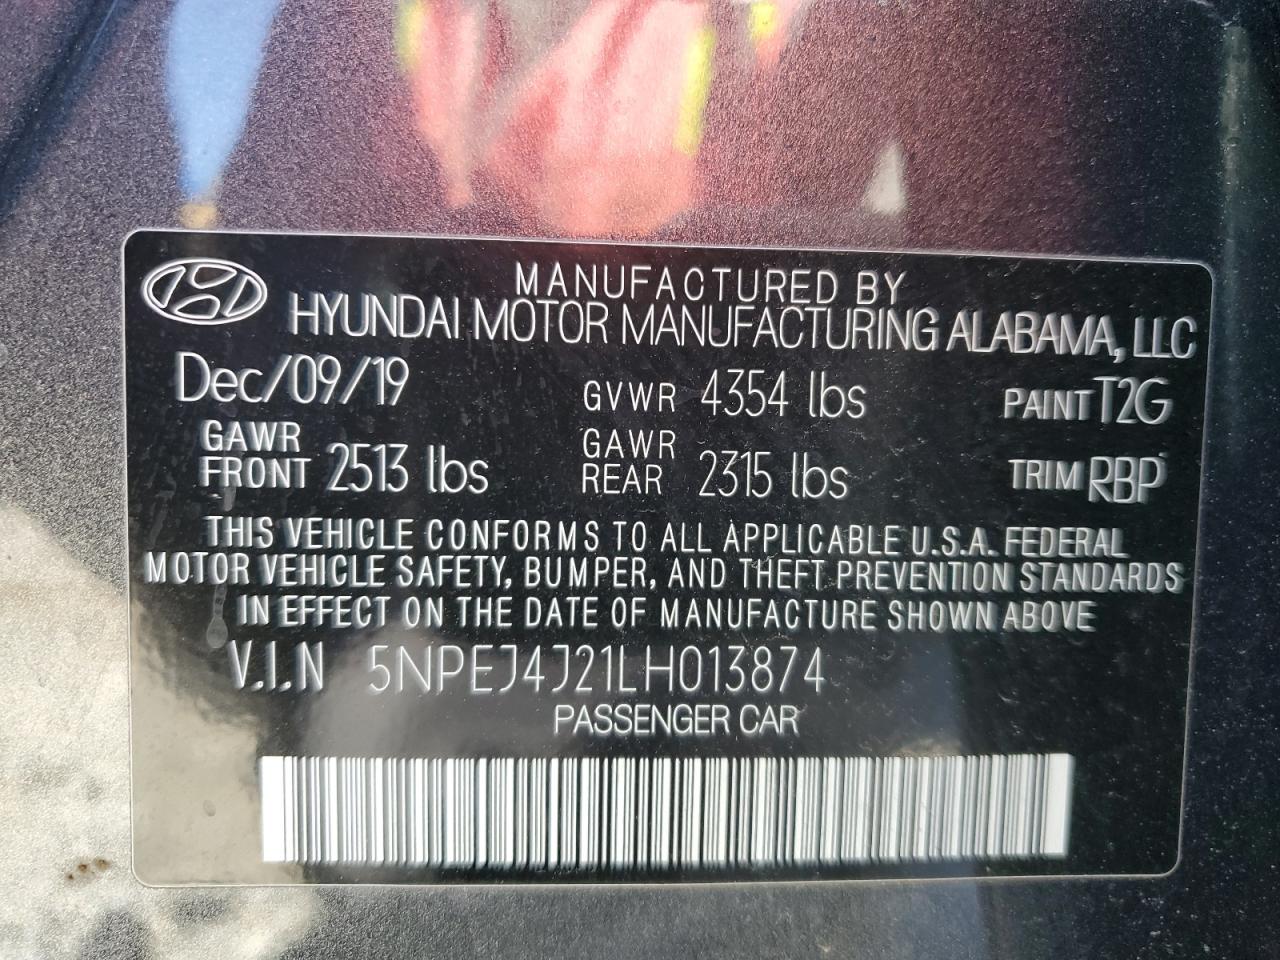 MANUFACTURED BY
HYUNDAI MOTOR MANUFACTURING ALABAMA, LLC
Dec/09/19 GVWR 4354 lbs PAINT T2G
GAWR FRONT 2513 lbs GAWR REAR 2315 lbs TRIM RBP
THIS VEHICLE CONFORMS TO ALL APPLICABLE U.S.A. FEDERAL
MOTOR VEHICLE SAFETY, BUMPER, AND THEFT PREVENTION STANDARDS
IN EFFECT ON THE DATE OF MANUFACTURE SHOWN ABOVE
V.I.N 5NPEJ4J21LH013874
PASSENGER CAR